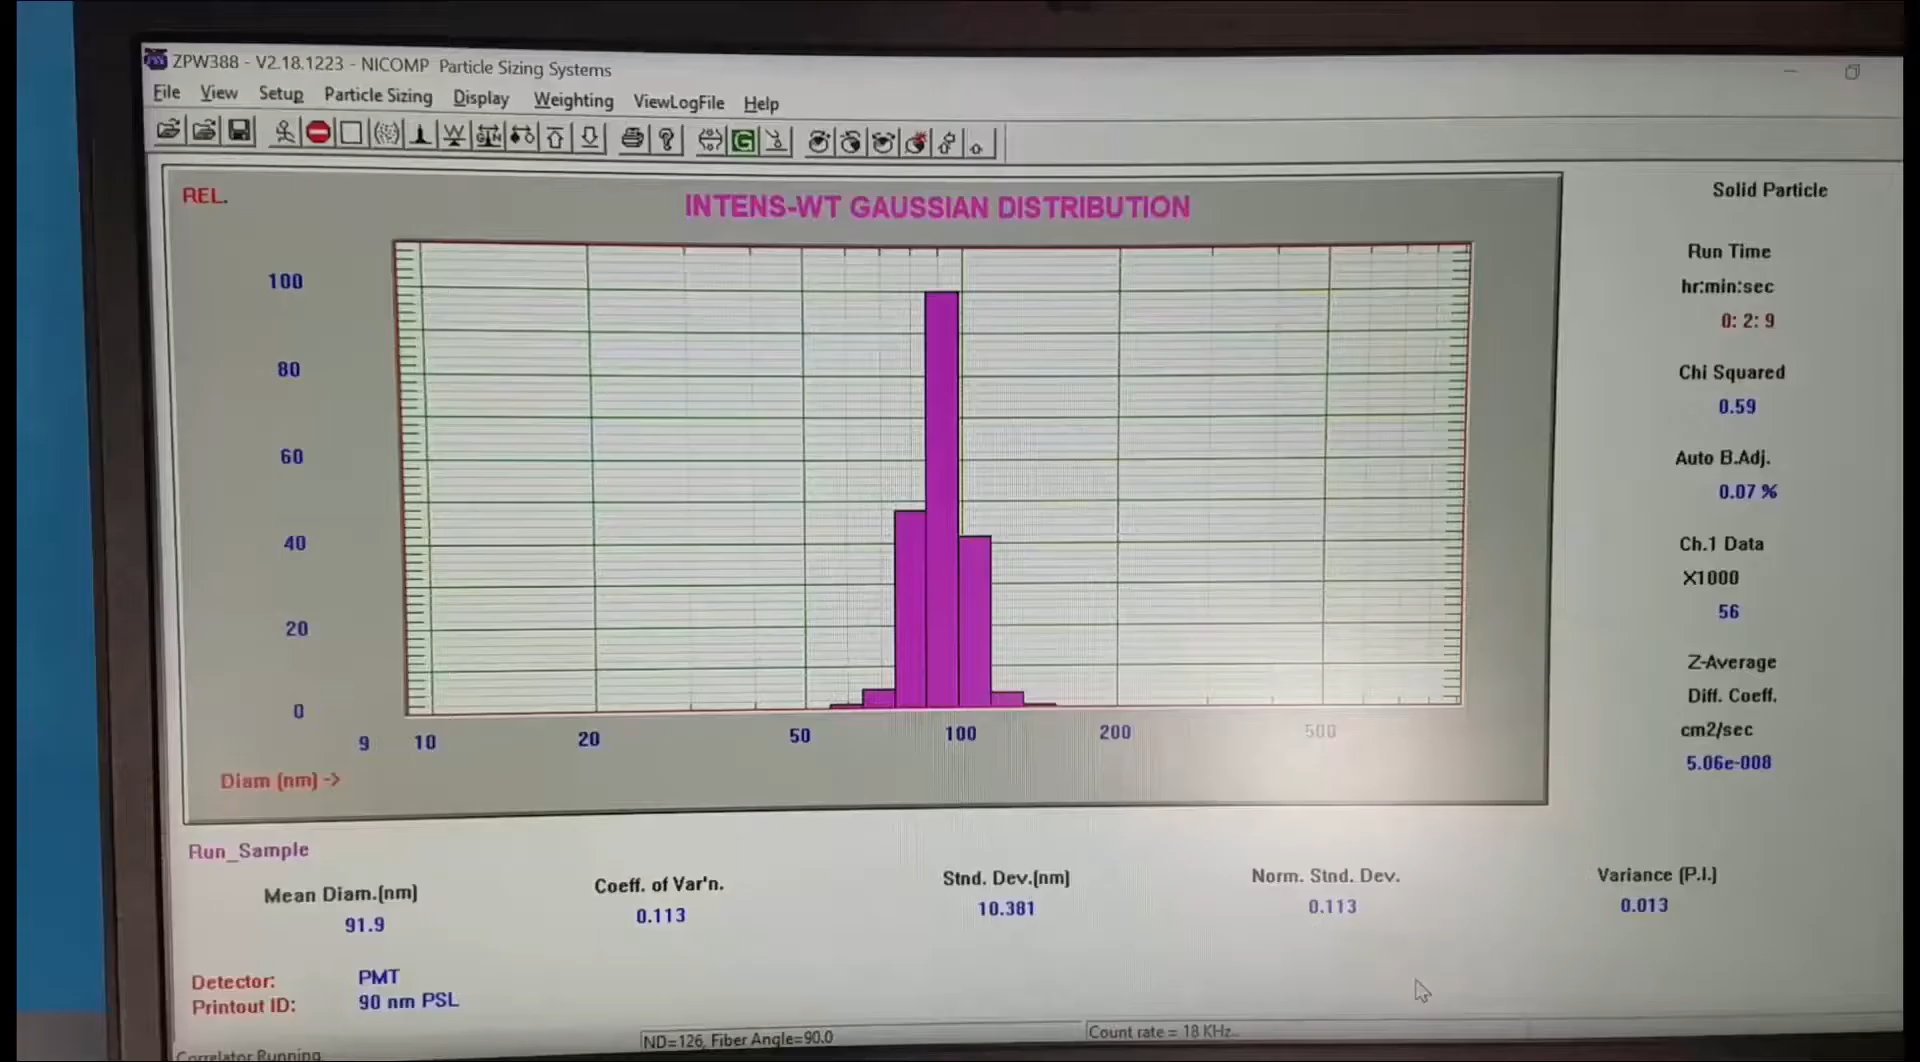 ZPW388 - V2.18.1223 - NICOMP Particle Sizing Systems
File View Setup Particle Sizing Display Weighting ViewLogFile Help
REL.
INTENS-WT GAUSSIAN DISTRIBUTION
100
80
60
40
20
0
9 10 20 50 100 200 500
Diam (nm) ->
Solid Particle
Run Time
hr:min:sec
0: 2: 9
Chi Squared
0.59
Auto B.Adj.
0.07 %
Ch.1 Data
X1000
56
Z-Average
Diff. Coeff.
cm2/sec
5.06e-008
Run_Sample
Mean Diam.(nm) Coeff. of Var'n. Stnd. Dev.(nm) Norm. Stnd. Dev. Variance (P.I.)
91.9 0.113 10.381 0.113 0.013
Detector: PMT
Printout ID: 90 nm PSL
Correlator Running ND=126, Fiber Angle=90.0 Count rate = 18 KHz..